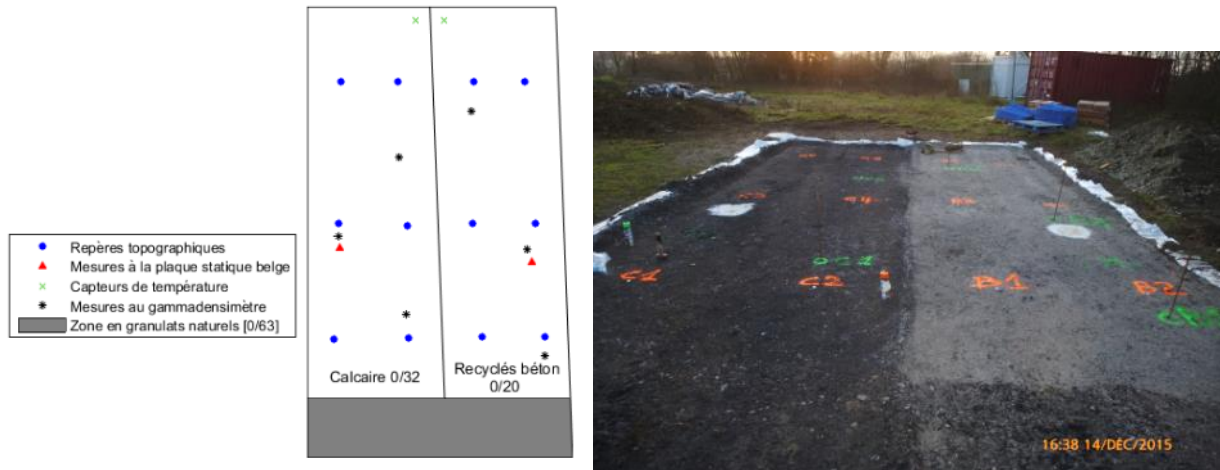 Repères topographiques
Mesures à la plaque statique belge
Capteurs de température
Mesures au gammadensimètre
Zone en granulats naturels [0/63]
Calcaire 0/32
Recyclés béton
0/20
C1
C2
B1
B2
16:38 14/DEC/2015